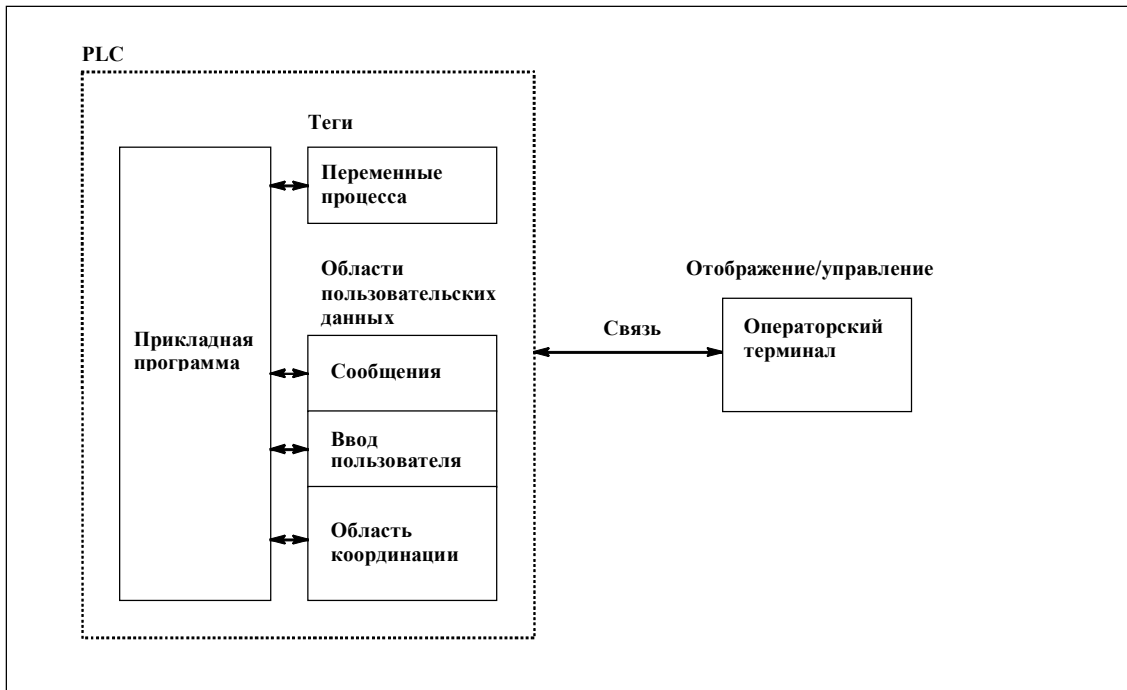 PLC
Теги
Переменные
процесса
Области
пользовательских
данных
Прикладная
программа
Сообщения
Ввод
пользователя
Область
координации
Связь
Отображение/управление
Операторский
терминал